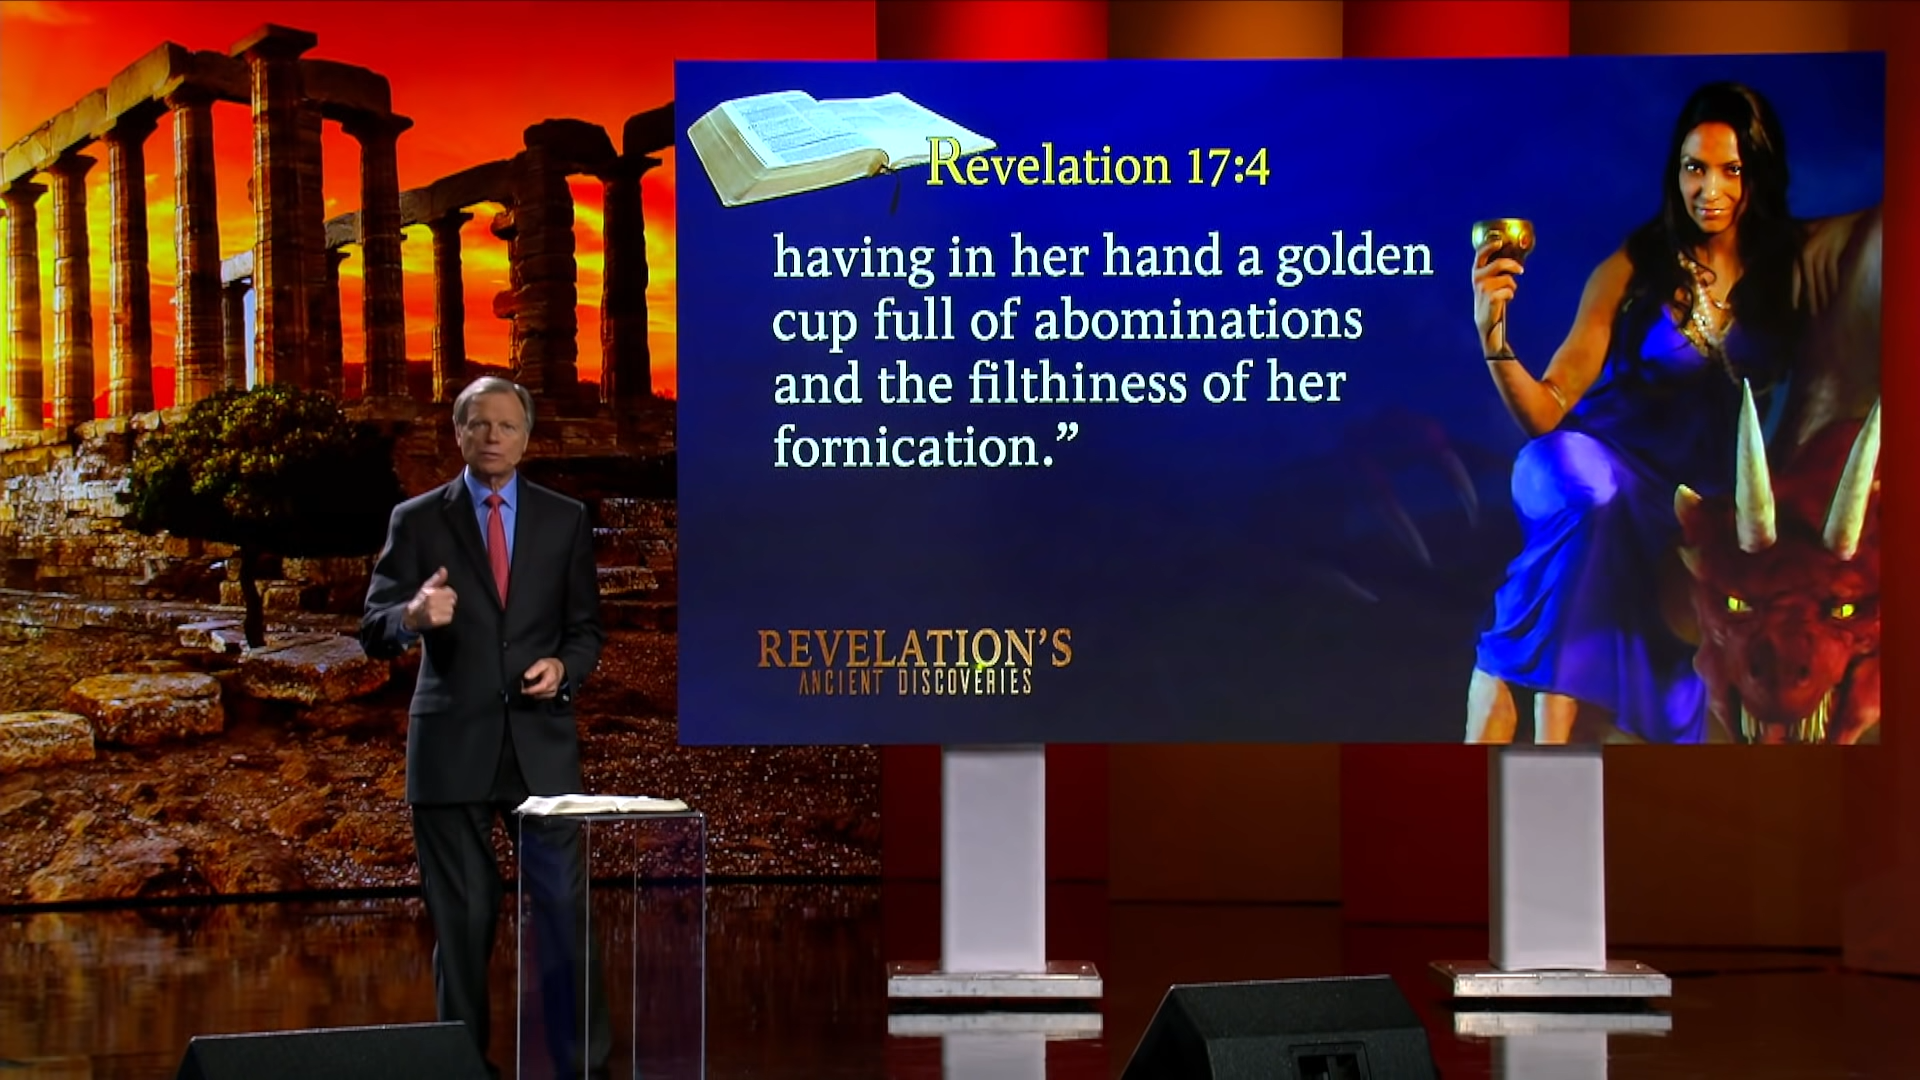 Revelation 17:4
having in her hand a golden
cup full of abominations
and the filthiness of her
fornication.”
REVELATION’S
ANCIENT DISCOVERIES